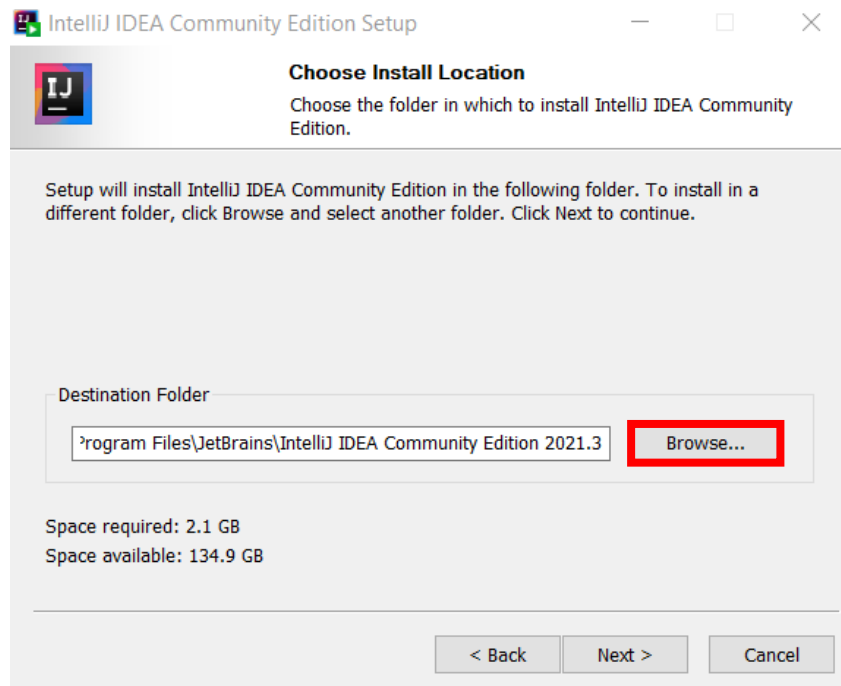 IntelliJ IDEA Community Edition Setup
IJ
Choose Install Location
Choose the folder in which to install IntelliJ IDEA Community
Edition.
Setup will install IntelliJ IDEA Community Edition in the following folder. To install in a
different folder, click Browse and select another folder. Click Next to continue.
Destination Folder
Program Files\JetBrains\IntelliJ IDEA Community Edition 2021.3
Browse...
Space required: 2.1 GB
Space available: 134.9 GB
< Back
Next >
Cancel